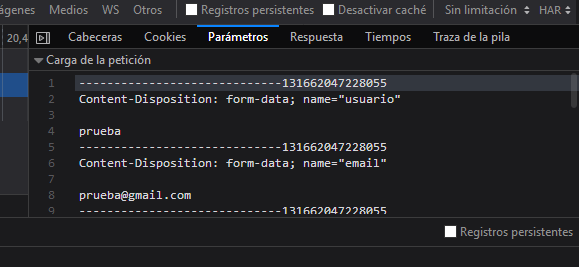 ágenes Medios WS Otros Registros persistentes Desactivar caché Sin limitación HAR
20,4 Cabeceras Cookies Parámetros Respuesta Tiempos Traza de la pila
Carga de la petición
1 -----------------------------131662047228055
2 Content-Disposition: form-data; name="usuario"
3
4 prueba
5 -----------------------------131662047228055
6 Content-Disposition: form-data; name="email"
7
8 prueba@gmail.com
9 -----------------------------131662047228055
Registros persistentes